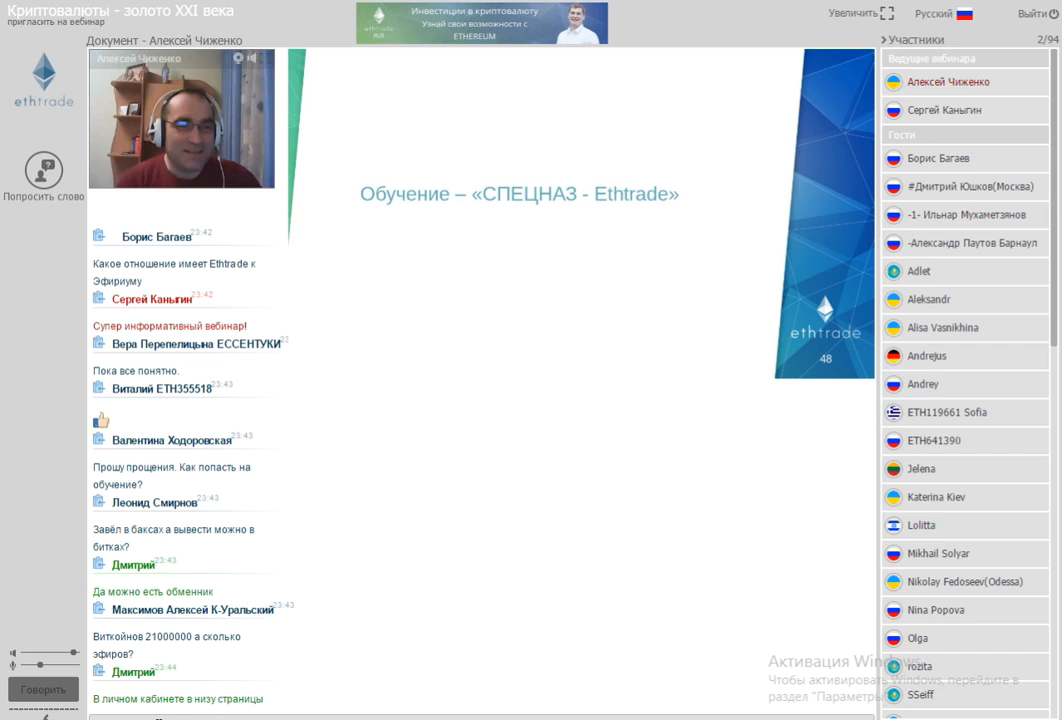 Криптовалюты - золото XXI века
пригласить на вебинар
Инвестиции в криптовалюту
Узнай свои возможности с
ETHEREUM
RUS
Увеличить
Русский
Выйти
Документ - Алексей Чиженко
Участники
2/94
ethtrade
Попросить слово
Алексей Чиженко
Борис Багаев 23:42
Какое отношение имеет Ethtrade к
Эфириуму
Сергей Каныгин 23:42
Супер информативный вебинар!
Вера Перепелицына ЕССЕНТУКИ
Пока все понятно.
Виталий ETH355518 23:43
Валентина Ходоровская 23:43
Прошу прощения. Как попасть на
обучение?
Леонид Смирнов 23:43
Завёл в баксах а вывести можно в
битках?
Дмитрий 23:43
Да можно есть обменник
Максимов Алексей К-Уральский 23:43
Виткойнов 21000000 а сколько
эфиров?
Дмитрий 23:44
В личном кабинете в низу страницы
Говорить
Обучение – «СПЕЦНАЗ - Ethtrade»
ethtrade
48
Ведущие вебинара
Алексей Чиженко
Сергей Каныгин
Гости
Борис Багаев
#Дмитрий Юшков(Москва)
-1- Ильнар Мухаметзянов
-Александр Паутов Барнаул
Adlet
Aleksandr
Alisa Vasnikhina
Andrejus
Andrey
ETH119661 Sofia
ETH641390
Jelena
Katerina Kiev
Lolitta
Mikhail Solyar
Nikolay Fedoseev(Odessa)
Nina Popova
Olga
rozita
SSeiff
Активация Windows
Чтобы активировать Windows, перейдите в
раздел "Параметры